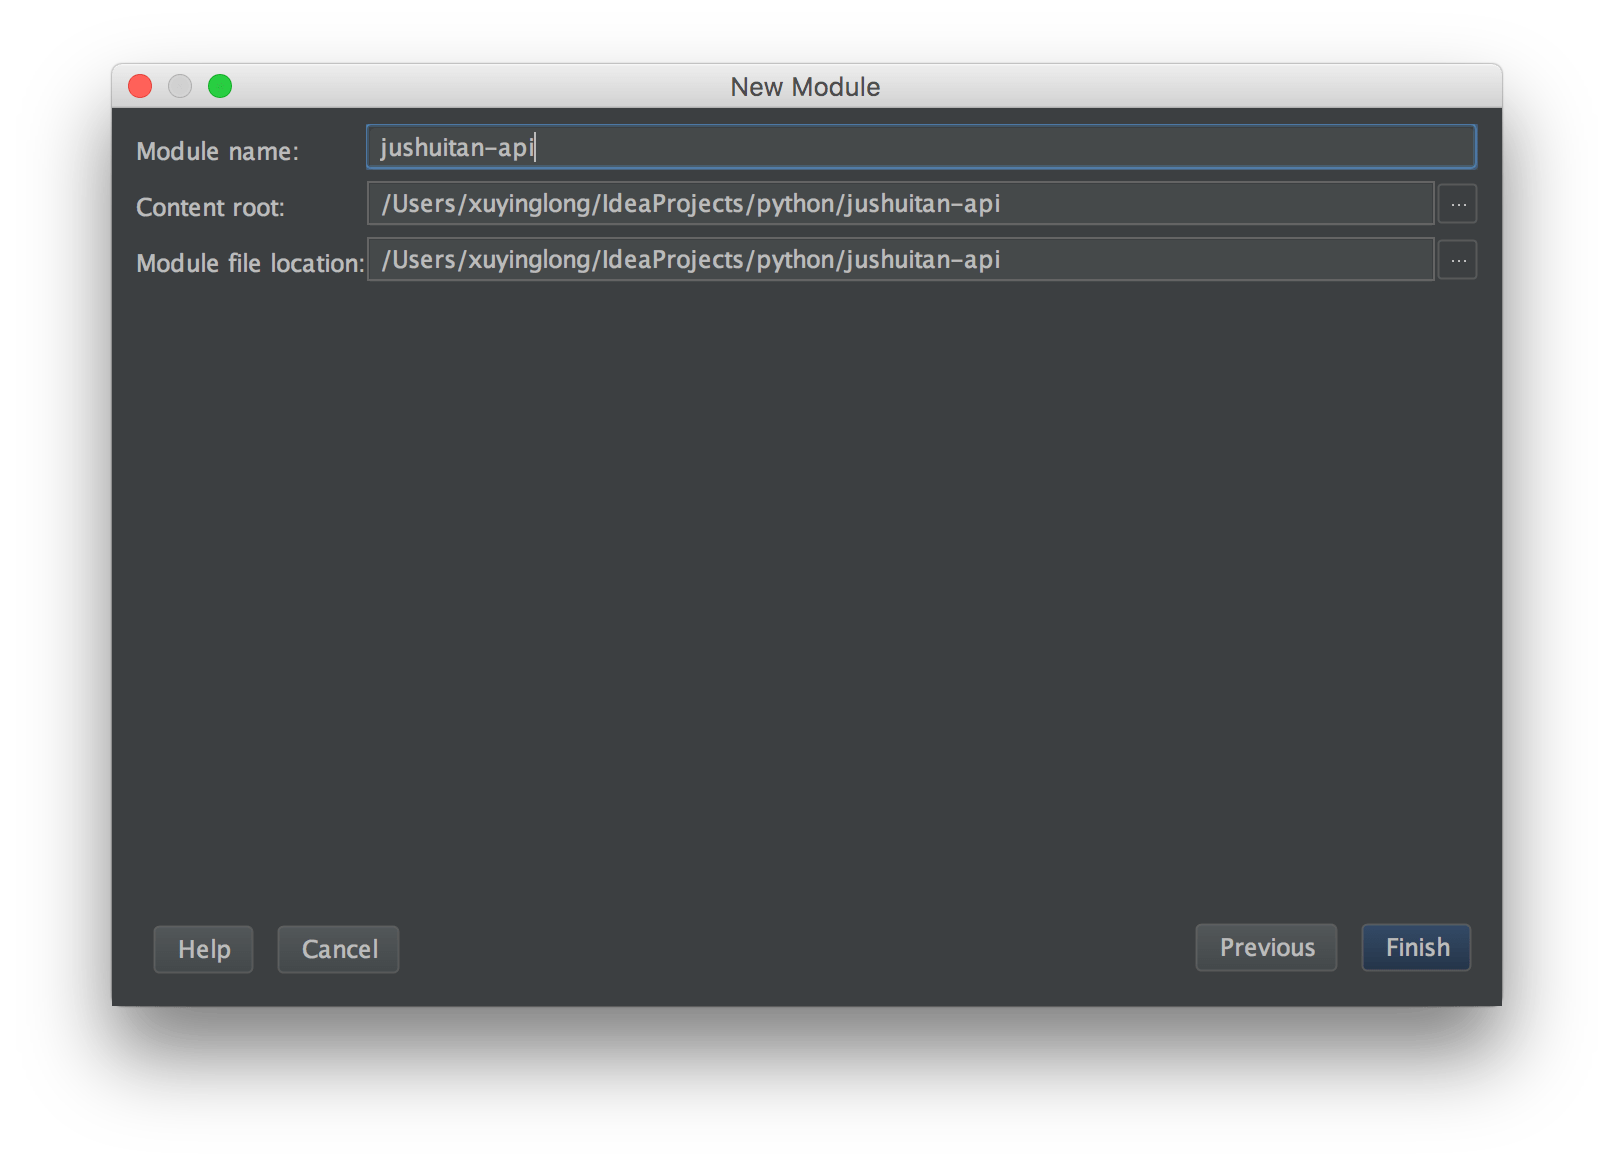 New Module
Module name: jushuitan-api
Content root: /Users/xuyinglong/IdeaProjects/python/jushuitan-api ...
Module file location: /Users/xuyinglong/IdeaProjects/python/jushuitan-api ...
Help Cancel Previous Finish